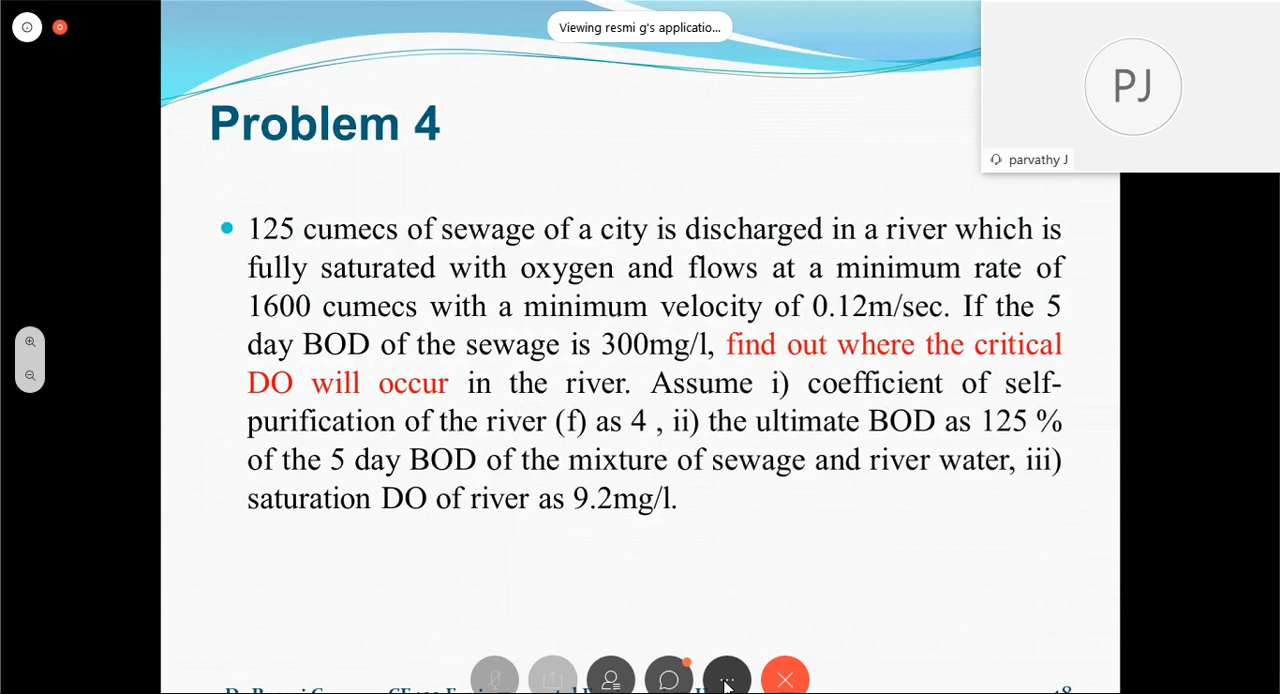 Viewing resmi g's applicatio...
PJ
parvathy J
Problem 4
125 cumecs of sewage of a city is discharged in a river which is
fully saturated with oxygen and flows at a minimum rate of
1600 cumecs with a minimum velocity of 0.12m/sec. If the 5
day BOD of the sewage is 300mg/l, find out where the critical
DO will occur in the river. Assume i) coefficient of self-
purification of the river (f) as 4 , ii) the ultimate BOD as 125 %
of the 5 day BOD of the mixture of sewage and river water, iii)
saturation DO of river as 9.2mg/l.